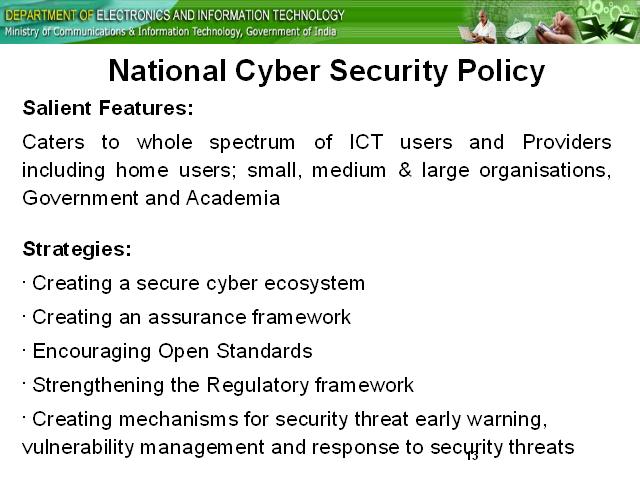 DEPARTMENT OF ELECTRONICS AND INFORMATION TECHNOLOGY
Ministry of Communications & Information Technology, Government of India
National Cyber Security Policy
Salient Features:
Caters to whole spectrum of ICT users and Providers
including home users; small, medium & large organisations,
Government and Academia
Strategies:
· Creating a secure cyber ecosystem
· Creating an assurance framework
· Encouraging Open Standards
· Strengthening the Regulatory framework
· Creating mechanisms for security threat early warning,
vulnerability management and response to security threats
13